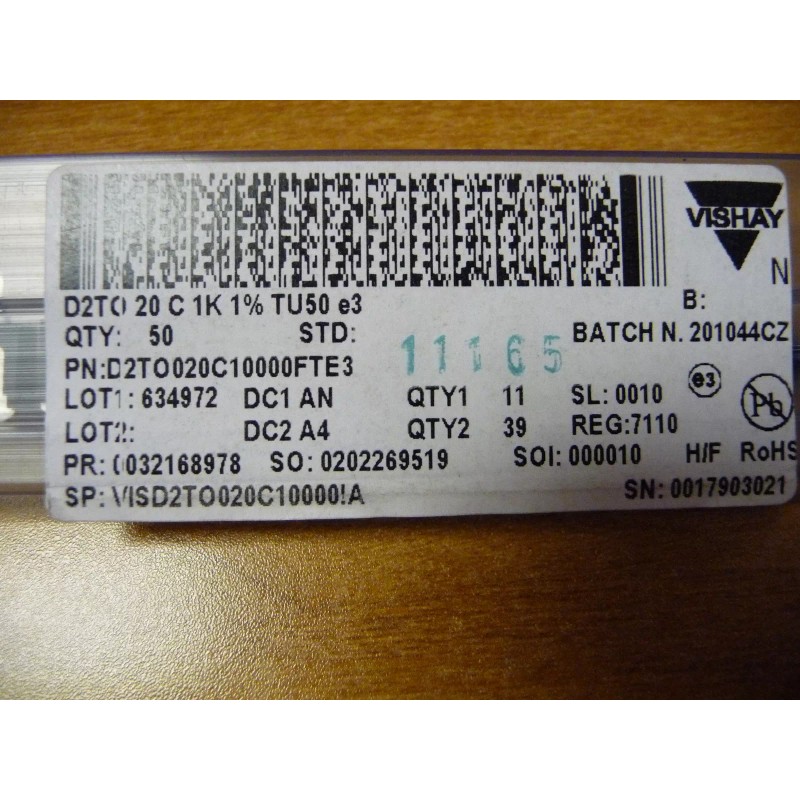 VISHAY
N
D2TO 20 C 1K 1% TU50 e3 B:
QTY: 50 STD: BATCH N. 201044CZ
11165
PN:D2TO020C10000FTE3
e3
Pb
LOT1: 634972 DC1 AN QTY1 11 SL: 0010
LOT2: DC2 A4 QTY2 39 REG:7110
PR: 0032168978 SO: 0202269519 SOI: 000010 H/F RoHS
SP: VISD2TO020C10000!A SN: 0017903021